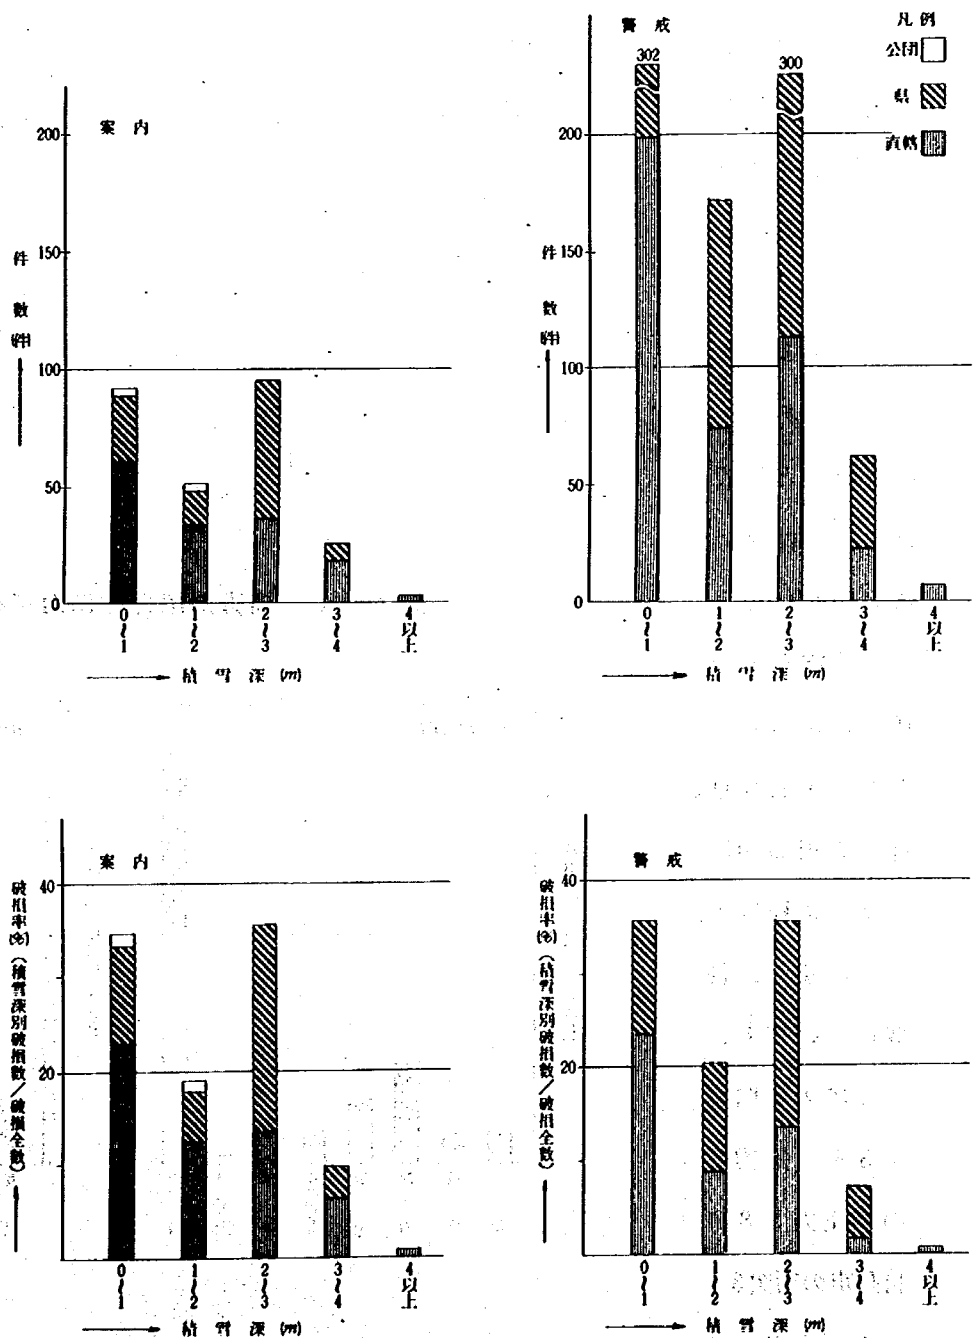 案内
200
150
100
50
0
件数(件)
0~1
1~2
2~3
3~4
4以上
積雪深(m)
警戒
302
300
凡例
公団
県
直轄
200
150
100
50
0
件数(件)
0~1
1~2
2~3
3~4
4以上
積雪深(m)
案内
40
20
破損率(%)(積雪深別破損数/破損全数)
0~1
1~2
2~3
3~4
4以上
積雪深(m)
警戒
40
20
破損率(%)(積雪深別破損数/破損全数)
0~1
1~2
2~3
3~4
4以上
積雪深(m)